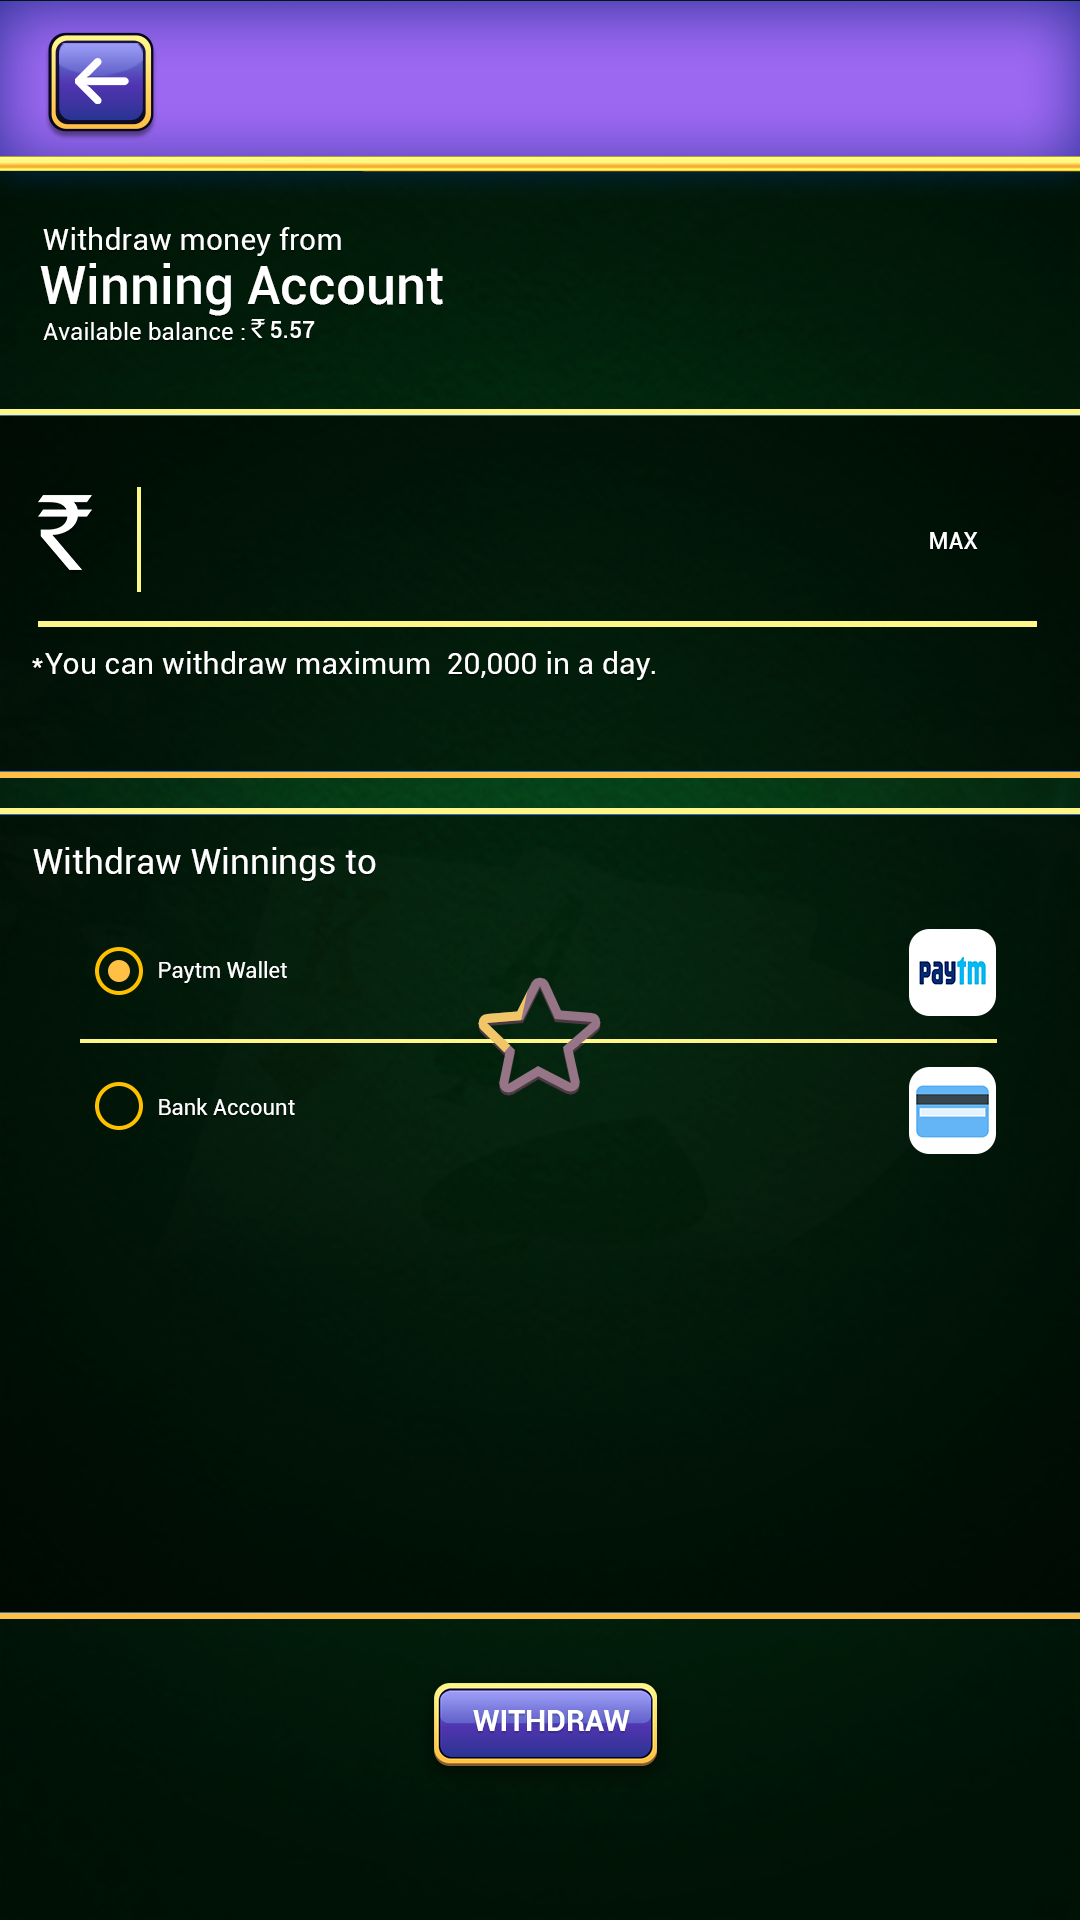 Withdraw money from
Winning Account
Available balance : ₹ 5.57
₹
MAX
*You can withdraw maximum  20,000 in a day.
Withdraw Winnings to
Paytm Wallet
paytm
Bank Account
WITHDRAW